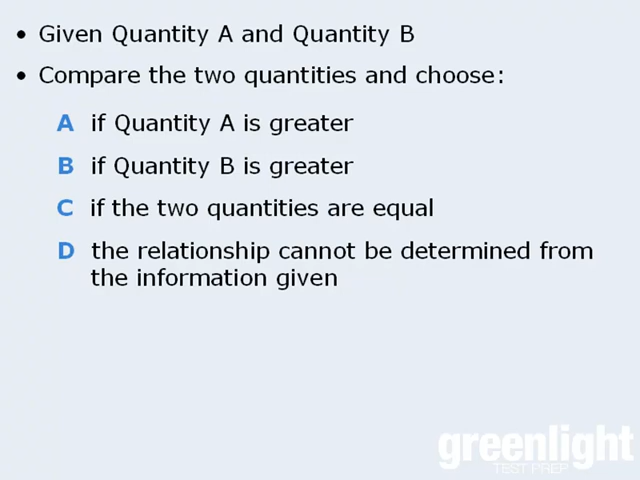 • Given Quantity A and Quantity B
• Compare the two quantities and choose:
A if Quantity A is greater
B if Quantity B is greater
C if the two quantities are equal
D the relationship cannot be determined from
the information given
greenlight
TEST PREP